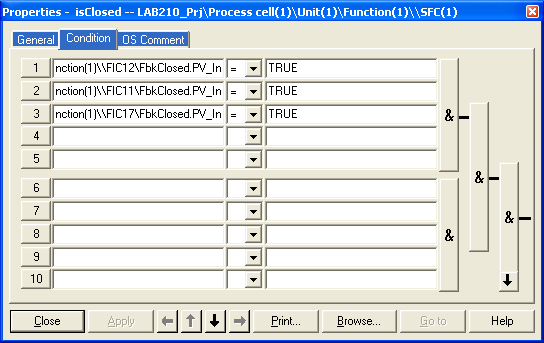 Properties - isClosed -- LAB210_Prj\Process cell(1)\Unit(1)\Function(1)\\SFC(1)
General Condition OS Comment
1 nction(1)\\FIC12\FbkClosed.PV_In = TRUE
2 nction(1)\\FIC11\FbkClosed.PV_In = TRUE
3 nction(1)\\FIC17\FbkClosed.PV_In = TRUE
&
4
5
&
&
6
7
8
&
9
10
Close Apply Print... Browse... Go to Help